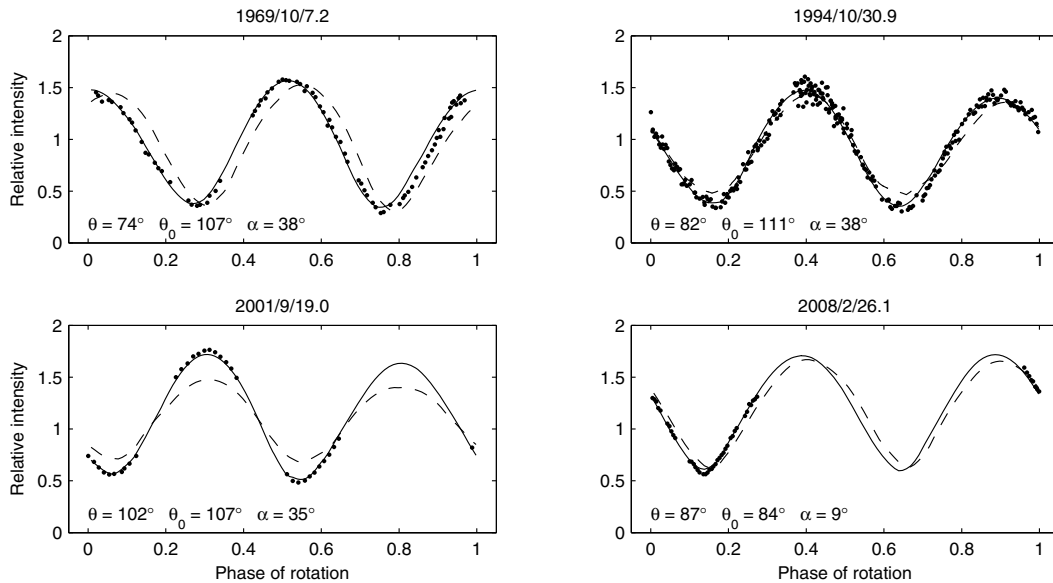 1969/10/7.2
2
1.5
1
0.5
0
Relative intensity
θ = 74° θ₀ = 107° α = 38°
0 0.2 0.4 0.6 0.8 1
1994/10/30.9
2
1.5
1
0.5
0
θ = 82° θ₀ = 111° α = 38°
0 0.2 0.4 0.6 0.8 1
2001/9/19.0
2
1.5
1
0.5
0
Relative intensity
θ = 102° θ₀ = 107° α = 35°
0 0.2 0.4 0.6 0.8 1
Phase of rotation
2008/2/26.1
2
1.5
1
0.5
0
θ = 87° θ₀ = 84° α = 9°
0 0.2 0.4 0.6 0.8 1
Phase of rotation